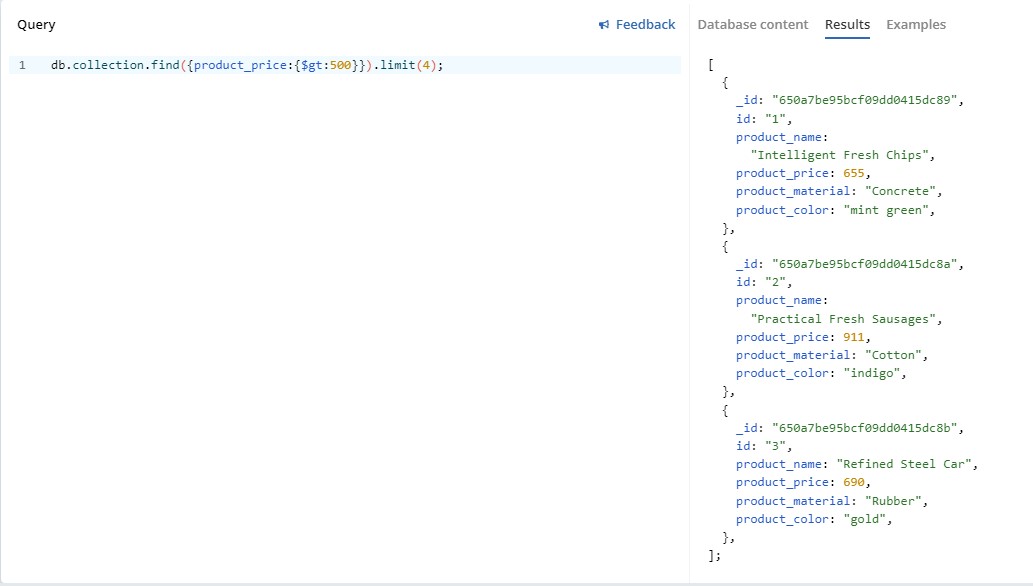 Query
Feedback
Database content Results Examples
1 db.collection.find({product_price:{$gt:500}}).limit(4);
[
{
_id: "650a7be95bcf09dd0415dc89",
id: "1",
product_name:
"Intelligent Fresh Chips",
product_price: 655,
product_material: "Concrete",
product_color: "mint green",
},
{
_id: "650a7be95bcf09dd0415dc8a",
id: "2",
product_name:
"Practical Fresh Sausages",
product_price: 911,
product_material: "Cotton",
product_color: "indigo",
},
{
_id: "650a7be95bcf09dd0415dc8b",
id: "3",
product_name: "Refined Steel Car",
product_price: 690,
product_material: "Rubber",
product_color: "gold",
},
];